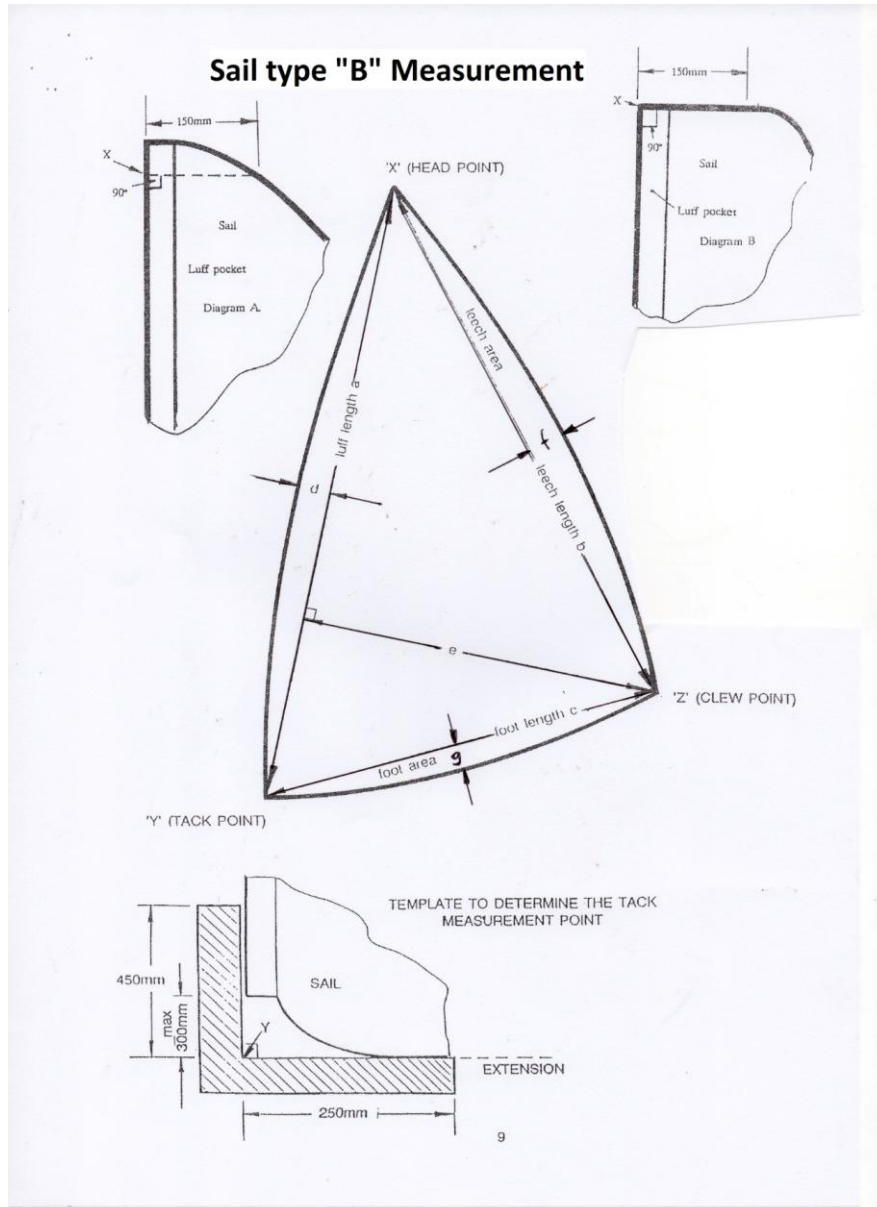 Sail type "B" Measurement
150mm
X
90°
Sail
Luff pocket
Diagram A.
150mm
X
90°
Sail
Luff pocket
Diagram B
'X' (HEAD POINT)
luff length a
leech area
leech length b
f
d
e
'Z' (CLEW POINT)
foot length c
foot area
g
'Y' (TACK POINT)
TEMPLATE TO DETERMINE THE TACK
MEASUREMENT POINT
SAIL
450mm
max
300mm
Y
EXTENSION
250mm
9